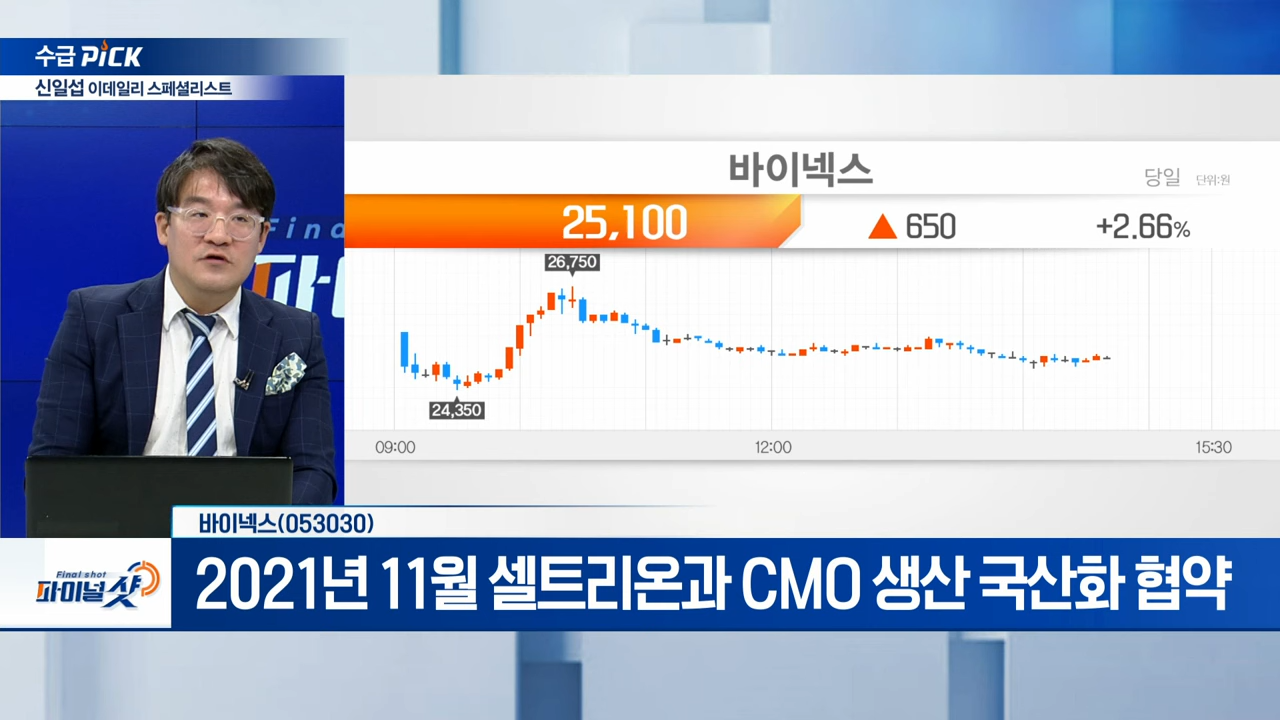 수급 PiCK
신일섭 이데일리 스페셜리스트
Fina
파이
바이넥스
당일 단위:원
25,100 ▲ 650 +2.66%
26,750
24,350
09:00 12:00 15:30
바이넥스(053030)
Final shot
파이널샷
2021년 11월 셀트리온과 CMO 생산 국산화 협약